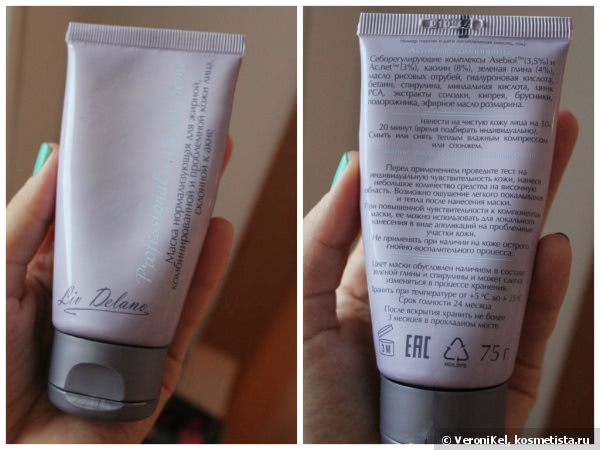 Professional
Маска нормализующая для жирной,
комбинированной и проблемной кожи лица,
склонной к акне
Liv Delano
Активные компоненты:
Себорегулирующие комплексы Asebiol™(3,5%) и
Ac.net™(3%), каолин (8%), зеленая глина (4%),
масло рисовых отрубей, гиалуроновая кислота,
бетаин, спирулина, миндальная кислота, цинк
PCA, экстракты солодки, кипрея, брусники,
подорожника, эфирное масло розмарина.
нанести на чистую кожу лица на 10-
20 минут (время подбирать индивидуально).
Смыть или снять теплым влажным компрессом
или спонжем.
Перед применением проведите тест на
индивидуальную чувствительность кожи, нанеся
небольшое количество средства на височную
область. Возможно ощущение легкого покалывания
и тепла после нанесения маски.
При повышенной чувствительности к компонентам
маски, ее можно использовать для локального
нанесения в виде аппликаций на проблемные
участки кожи.
Не применять при наличии на коже острого
гнойно-воспалительного процесса.
Цвет маски обусловлен наличием в составе
зеленой глины и спирулины и может слегка
изменяться в процессе хранения.
Хранить при температуре от +5 °C до + 25 °C
Срок годности 24 месяца
После вскрытия хранить не более
3 месяцев в прохладном месте.
3 M EAC 75 г
© VeroniKel, kosmetista.ru